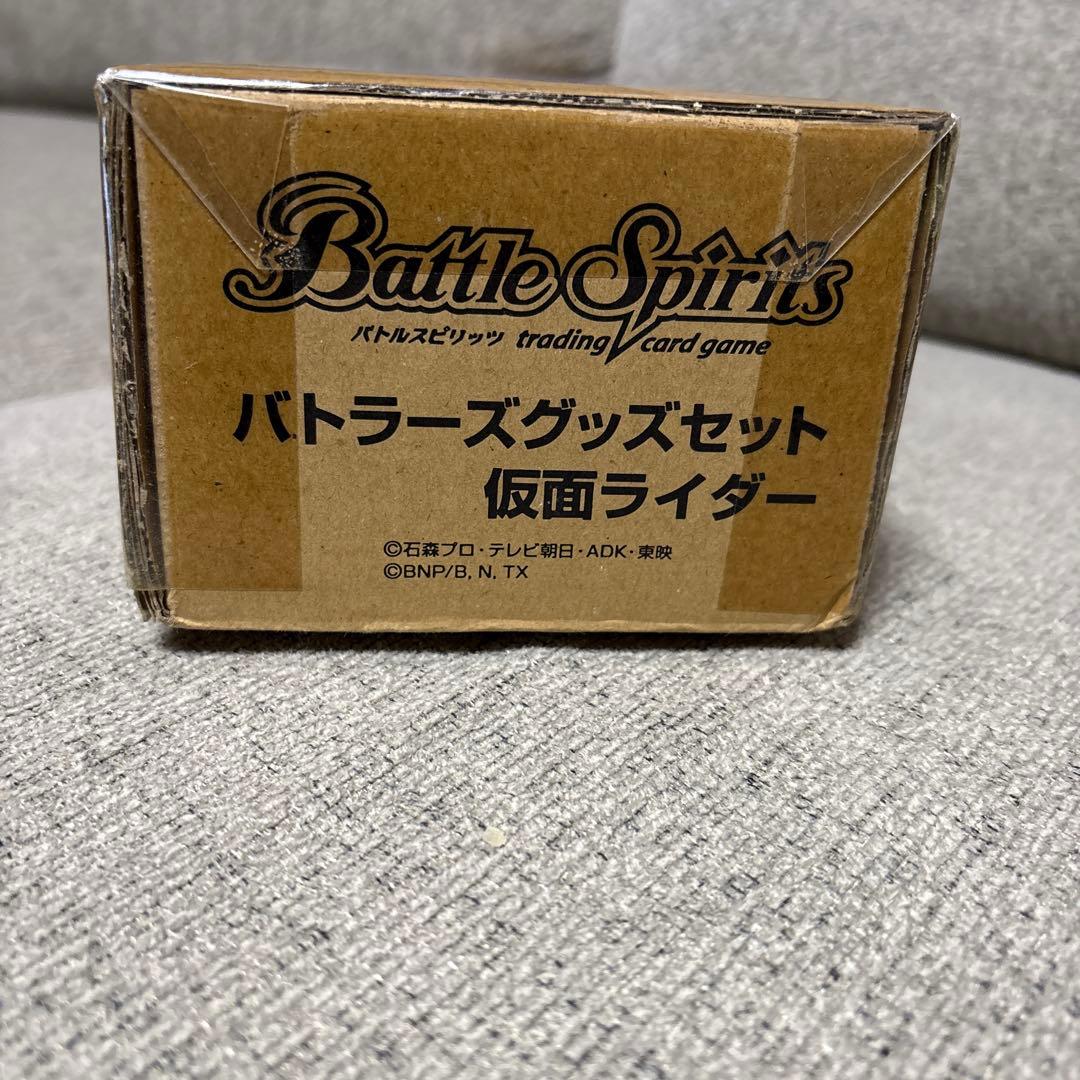 Battle Spirits
バトルスピリッツ trading card game
バトラーズグッズセット
仮面ライダー
©石森プロ・テレビ朝日・ADK・東映
©BNP/B, N, TX